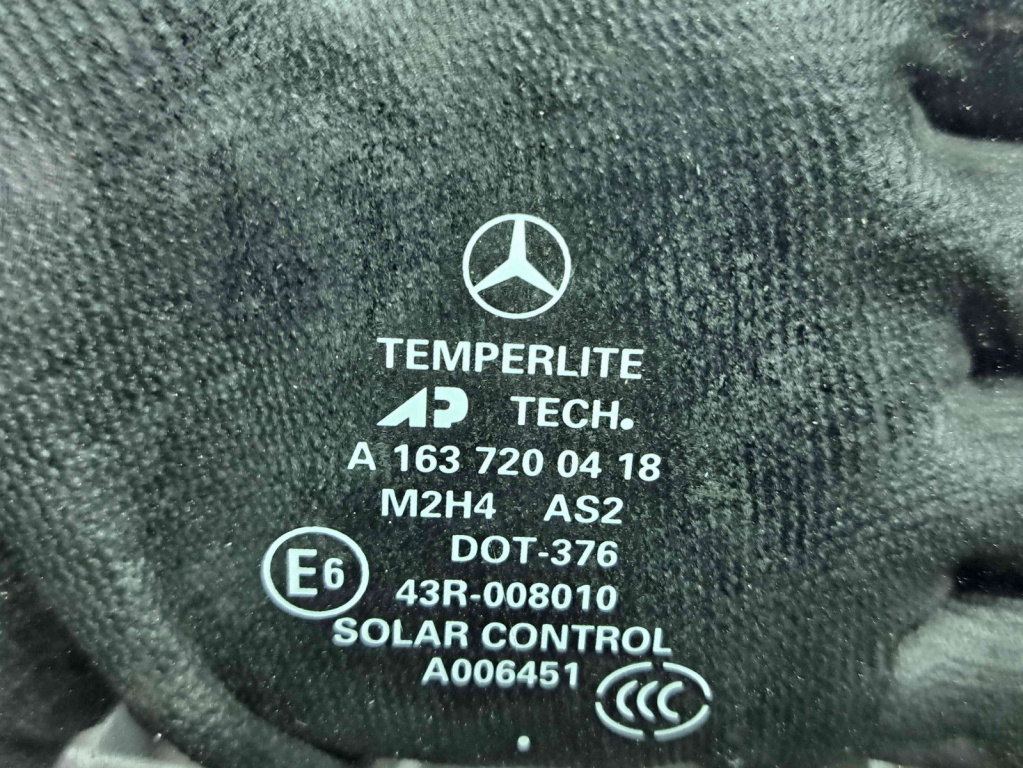 TEMPERLITE
AP TECH.
A 163 720 04 18
M2H4 AS2
DOT-376
E6
43R-008010
SOLAR CONTROL
A006451
CCC